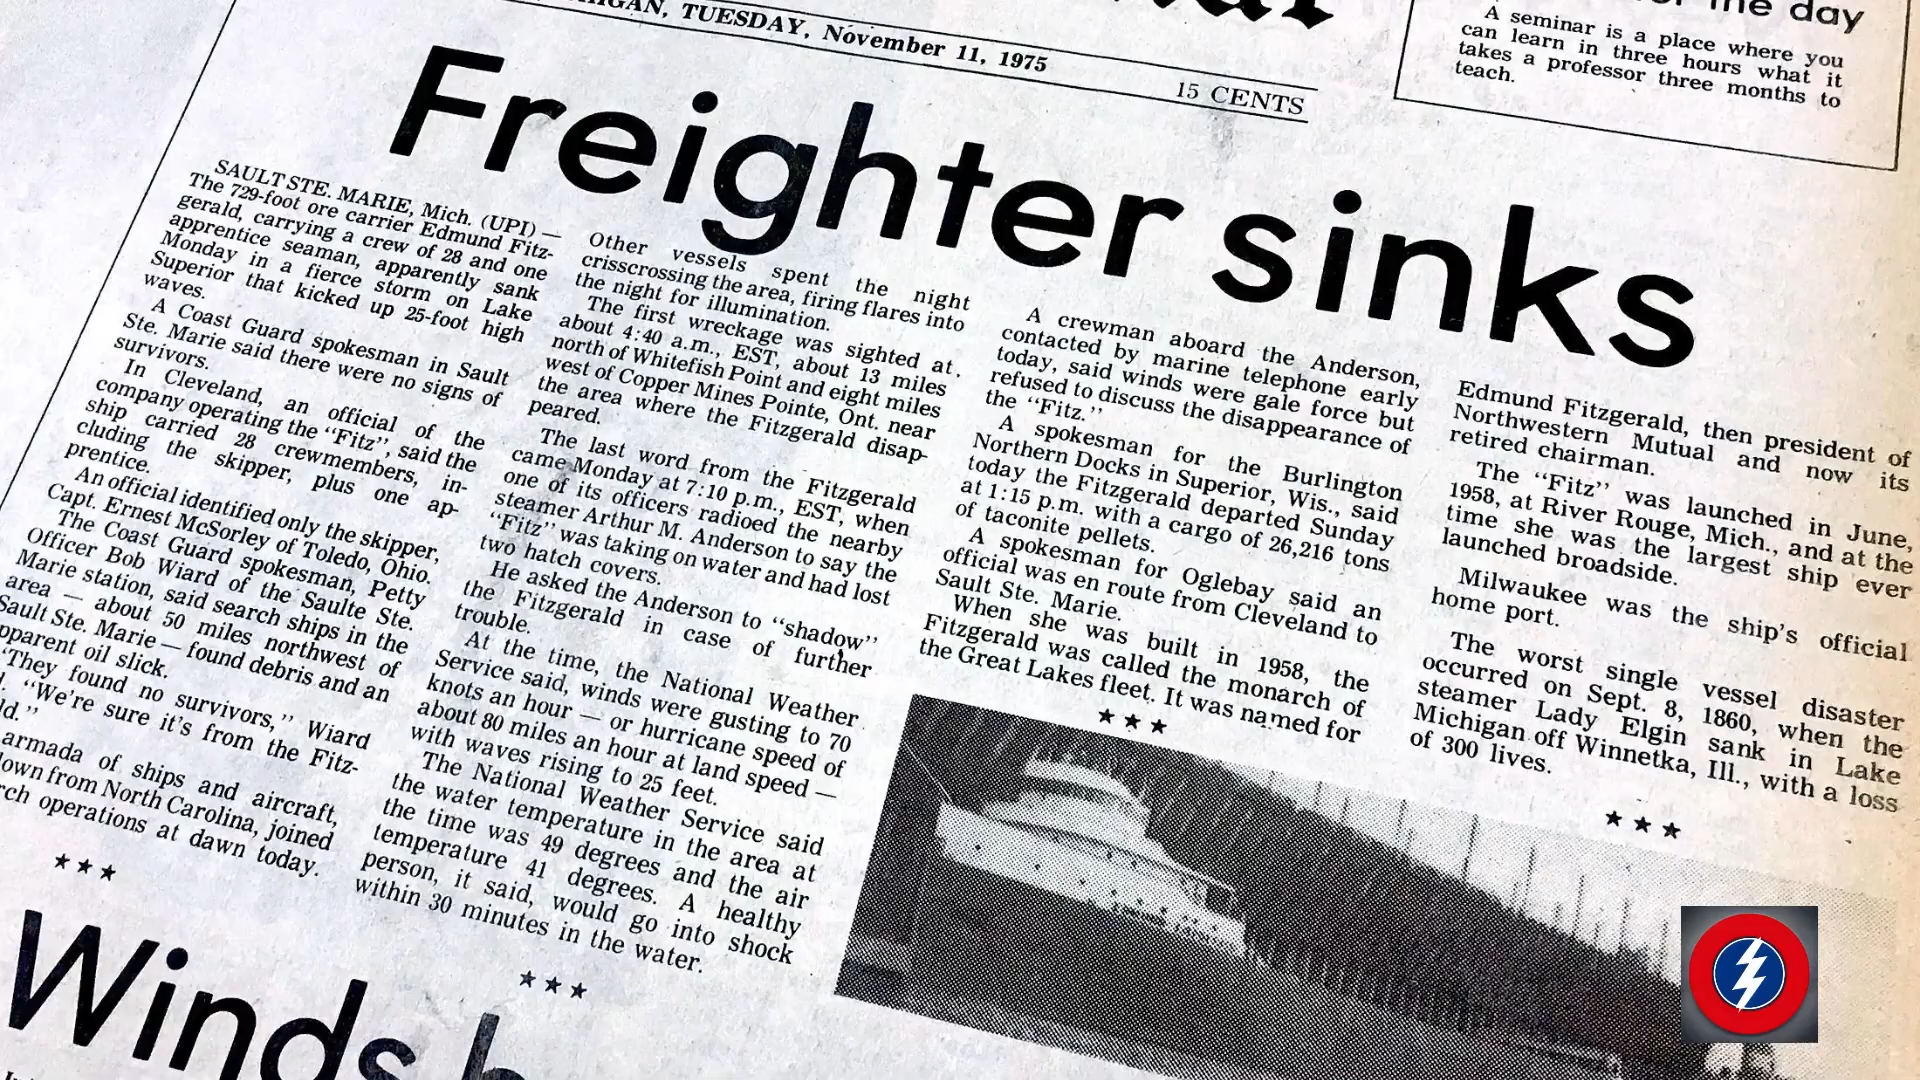 TUESDAY, November 11, 1975
15 CENTS
the day
A seminar is a place where you
can learn in three hours what it
takes a professor three months to
teach.
Freighter sinks
SAULT STE. MARIE, Mich. (UPI) —
The 729-foot ore carrier Edmund Fitz-
gerald, carrying a crew of 28 and one
apprentice seaman, apparently sank
Monday in a fierce storm on Lake
Superior that kicked up 25-foot high
waves.
A Coast Guard spokesman in Sault
Ste. Marie said there were no signs of
survivors.
In Cleveland, an official of the
company operating the "Fitz", said the
ship carried 28 crewmembers, in-
cluding the skipper, plus one ap-
prentice.
An official identified only the skipper,
Capt. Ernest McSorley of Toledo, Ohio.
The Coast Guard spokesman, Petty
Officer Bob Wiard of the Saulte Ste.
Marie station, said search ships in the
area — about 50 miles northwest of
Sault Ste. Marie — found debris and an
apparent oil slick.
"They found no survivors," Wiard
"We're sure it's from the Fitz-
armada of ships and aircraft,
down from North Carolina, joined
operations at dawn today.
★ ★ ★
Winds
Other vessels spent the night
crisscrossing the area, firing flares into
the night for illumination.
The first wreckage was sighted at
about 4:40 a.m., EST, about 13 miles
north of Whitefish Point and eight miles
west of Copper Mines Pointe, Ont. near
the area where the Fitzgerald disap-
peared.
The last word from the Fitzgerald
came Monday at 7:10 p.m., EST, when
one of its officers radioed the nearby
steamer Arthur M. Anderson to say the
"Fitz" was taking on water and had lost
two hatch covers.
He asked the Anderson to "shadow"
the Fitzgerald in case of further
trouble.
At the time, the National Weather
Service said, winds were gusting to 70
knots an hour — or hurricane speed of
about 80 miles an hour at land speed —
with waves rising to 25 feet.
The National Weather Service said
the water temperature in the area at
the time was 49 degrees and the air
temperature 41 degrees. A healthy
person, it said, would go into shock
within 30 minutes in the water.
★ ★ ★
A crewman aboard the Anderson,
contacted by marine telephone early
today, said winds were gale force but
refused to discuss the disappearance of
the "Fitz."
A spokesman for the Burlington
Northern Docks in Superior, Wis., said
today the Fitzgerald departed Sunday
at 1:15 p.m. with a cargo of 26,216 tons
of taconite pellets.
A spokesman for Oglebay said an
official was en route from Cleveland to
Sault Ste. Marie.
When she was built in 1958, the
Fitzgerald was called the monarch of
the Great Lakes fleet. It was named for
★ ★ ★
Edmund Fitzgerald, then president of
Northwestern Mutual and now its
retired chairman.
The "Fitz" was launched in June,
1958, at River Rouge, Mich., and at the
time she was the largest ship ever
launched broadside.
Milwaukee was the ship's official
home port.
The worst single vessel disaster
occurred on Sept. 8, 1860, when the
steamer Lady Elgin sank in Lake
Michigan off Winnetka, Ill., with a loss
of 300 lives.
★ ★ ★